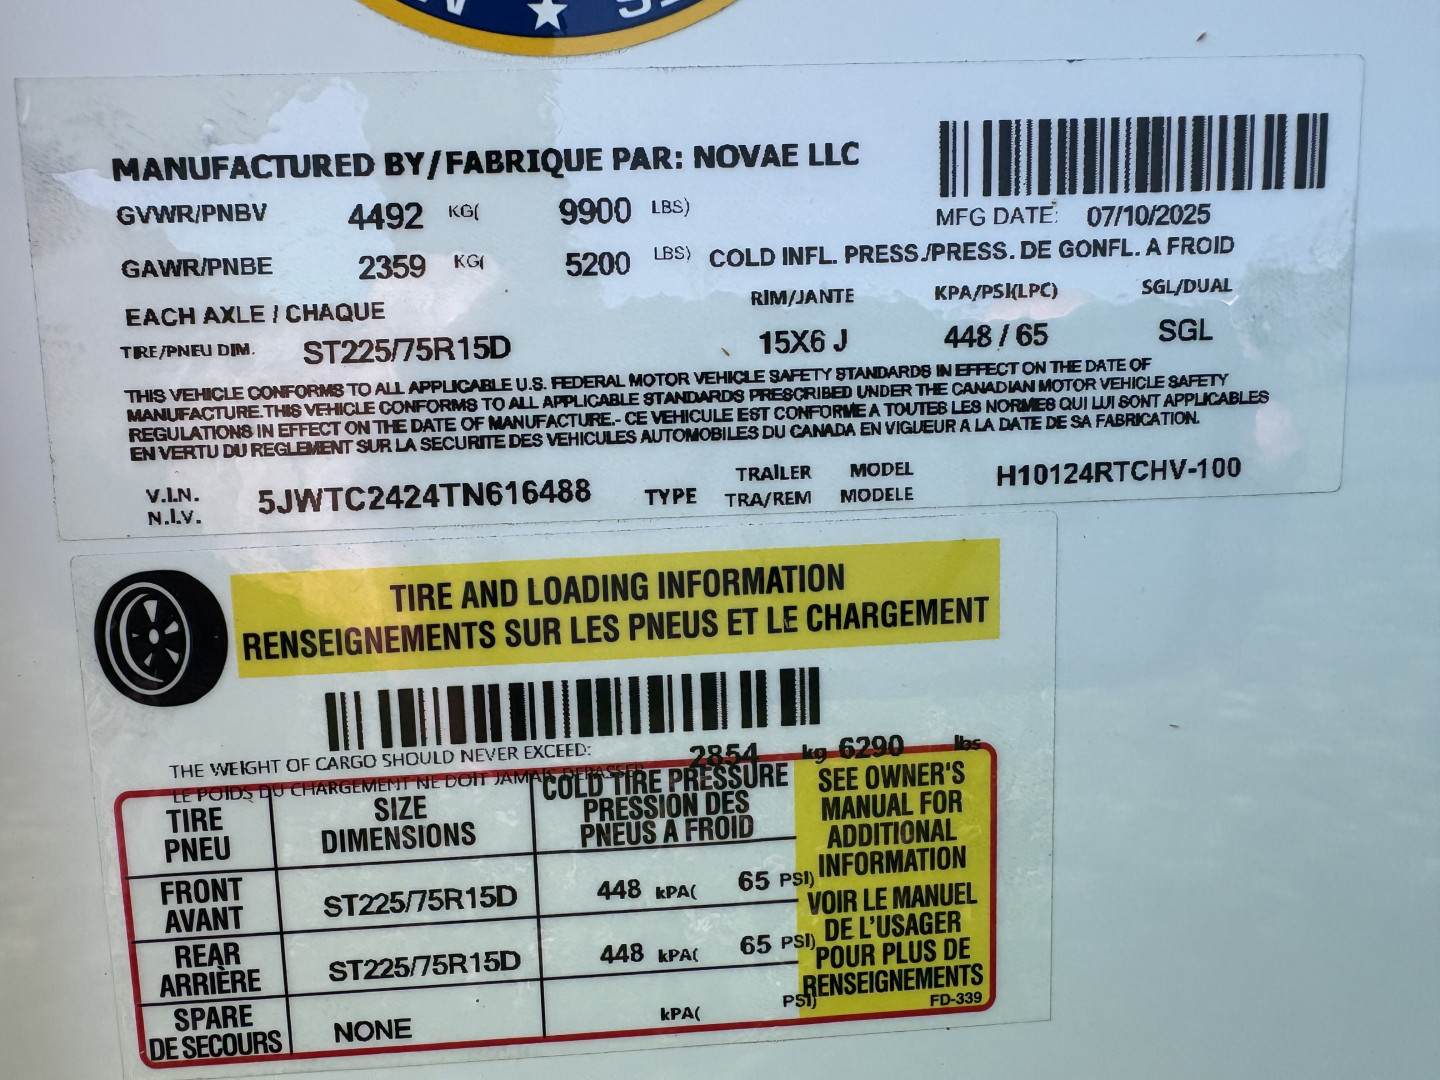 MANUFACTURED BY/FABRIQUE PAR: NOVAE LLC
GVWR/PNBV 4492 KG( 9900 LBS)
MFG DATE: 07/10/2025
GAWR/PNBE 2359 KG( 5200 LBS) COLD INFL. PRESS./PRESS. DE GONFL. A FROID
EACH AXLE / CHAQUE RIM/JANTE KPA/PSI(LPC) SGL/DUAL
TIRE/PNEU DIM. ST225/75R15D 15X6 J 448 / 65 SGL
THIS VEHICLE CONFORMS TO ALL APPLICABLE U.S. FEDERAL MOTOR VEHICLE SAFETY STANDARDS IN EFFECT ON THE DATE OF
MANUFACTURE.THIS VEHICLE CONFORMS TO ALL APPLICABLE STANDARDS PRESCRIBED UNDER THE CANADIAN MOTOR VEHICLE SAFETY
REGULATIONS IN EFFECT ON THE DATE OF MANUFACTURE.- CE VEHICULE EST CONFORME A TOUTES LES NORMES QUI LUI SONT APPLICABLES
EN VERTU DU REGLEMENT SUR LA SECURITE DES VEHICULES AUTOMOBILES DU CANADA EN VIGUEUR A LA DATE DE SA FABRICATION.
V.I.N.
N.I.V.
5JWTC2424TN616488
TYPE
TRAILER
TRA/REM
MODEL
MODELE
H10124RTCHV-100
TIRE AND LOADING INFORMATION
RENSEIGNEMENTS SUR LES PNEUS ET LE CHARGEMENT
THE WEIGHT OF CARGO SHOULD NEVER EXCEED: 2854 kg 6290 lbs
LE POIDS DU CHARGEMENT NE DOIT JAMAIS DEPASSER
TIRE
PNEU
SIZE
DIMENSIONS
COLD TIRE PRESSURE
PRESSION DES
PNEUS A FROID
FRONT
AVANT
ST225/75R15D 448 kPA( 65 PSI)
REAR
ARRIÈRE
ST225/75R15D 448 kPA( 65 PSI)
SPARE
DE SECOURS
NONE kPA( PSI)
SEE OWNER'S
MANUAL FOR
ADDITIONAL
INFORMATION
VOIR LE MANUEL
DE L'USAGER
POUR PLUS DE
RENSEIGNEMENTS
FD-339